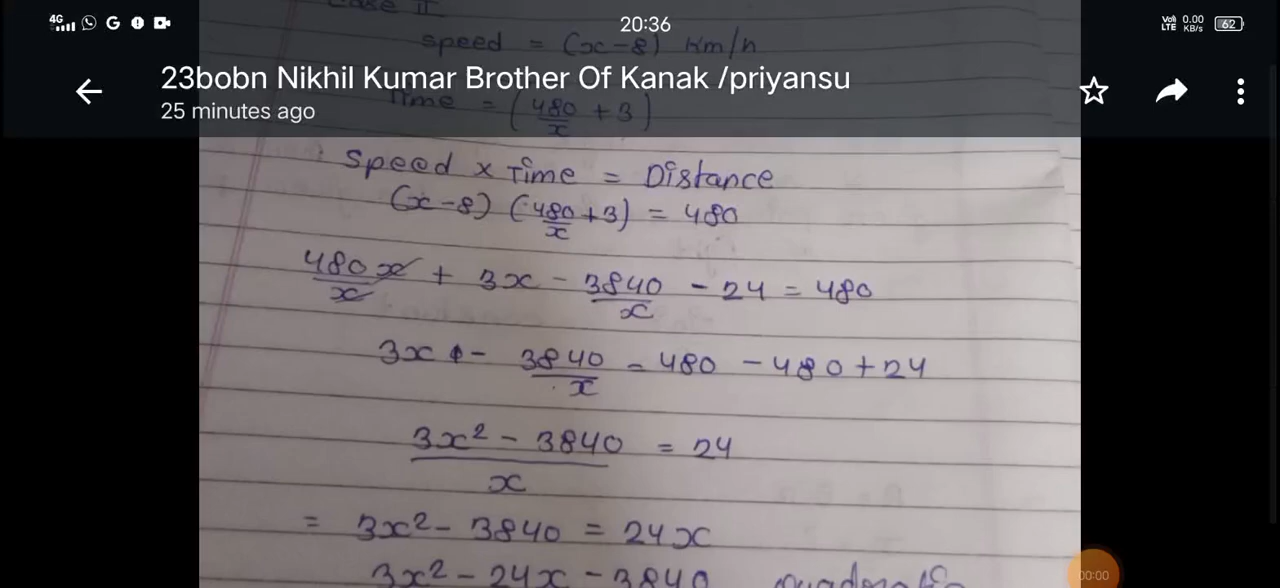 4G 20:36 Vol) LTE 0.00 KB/s 62
Case II
speed = (x-8) Km/h
23bobn Nikhil Kumar Brother Of Kanak /priyansu
Time = (480/x + 3)
25 minutes ago
Speed x Time = Distance
(x-8) (480/x + 3) = 480
480x/x + 3x - 3840/x - 24 = 480
3x - 3840/x = 480 - 480 + 24
3x² - 3840/x = 24
= 3x² - 3840 = 24x
3x² - 24x - 3840
00:00